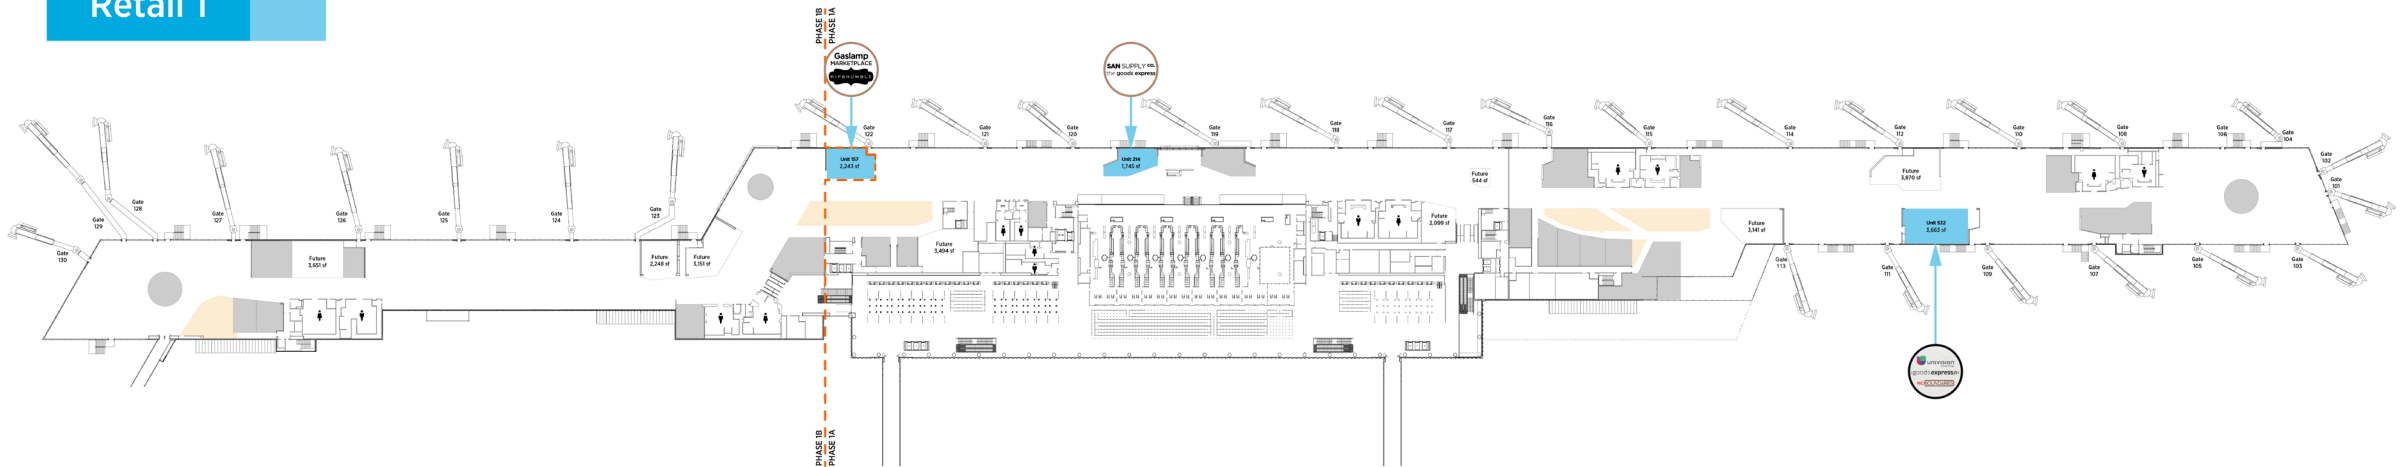 Retail 1
PHASE 1B
PHASE 1A
Gaslamp
MARKETPLACE
HIP&HUMBLE
SAN SUPPLY CO.
the goods express
Gate
122
Gate
121
Gate
120
Gate
119
Gate
118
Gate
117
Gate
116
Gate
115
Gate
114
Gate
112
Gate
110
Gate
108
Gate
106
Gate
104
Gate
102
Gate
101
Unit 157
2,243 sf
Unit 214
1,745 sf
Future
544 sf
Future
3,870 sf
Gate
129
Gate
128
Gate
127
Gate
126
Gate
125
Gate
124
Gate
123
Gate
130
Future
3,651 sf
Future
2,248 sf
Future
3,151 sf
Future
3,494 sf
Future
2,099 sf
Future
3,141 sf
Unit 532
3,663 sf
Gate
113
Gate
111
Gate
109
Gate
107
Gate
105
Gate
103
univision
goods express
NO BOUNDARIES
PHASE 1B
PHASE 1A